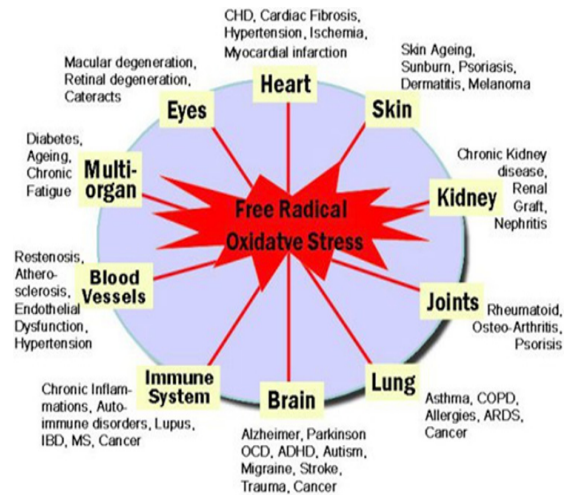 CHD, Cardiac Fibrosis,
Hypertension, Ischemia,
Myocardial infarction
Heart
Skin Ageing,
Sunburn, Psoriasis,
Dermatitis, Melanoma
Skin
Chronic Kidney
disease,
Renal
Graft,
Nephritis
Kidney
Joints
Rheumatoid,
Osteo-Arthritis,
Psorisis
Lung
Asthma, COPD,
Allergies, ARDS,
Cancer
Brain
Alzheimer, Parkinson
OCD, ADHD, Autism,
Migraine, Stroke,
Trauma, Cancer
Immune
System
Chronic Inflam-
mations, Auto-
immune disorders, Lupus,
IBD, MS, Cancer
Blood
Vessels
Restenosis,
Athero-
sclerosis,
Endothelial
Dysfunction,
Hypertension
Multi-
organ
Diabetes,
Ageing,
Chronic
Fatigue
Eyes
Macular degeneration,
Retinal degeneration,
Cateracts
Free Radical
Oxidatve Stress